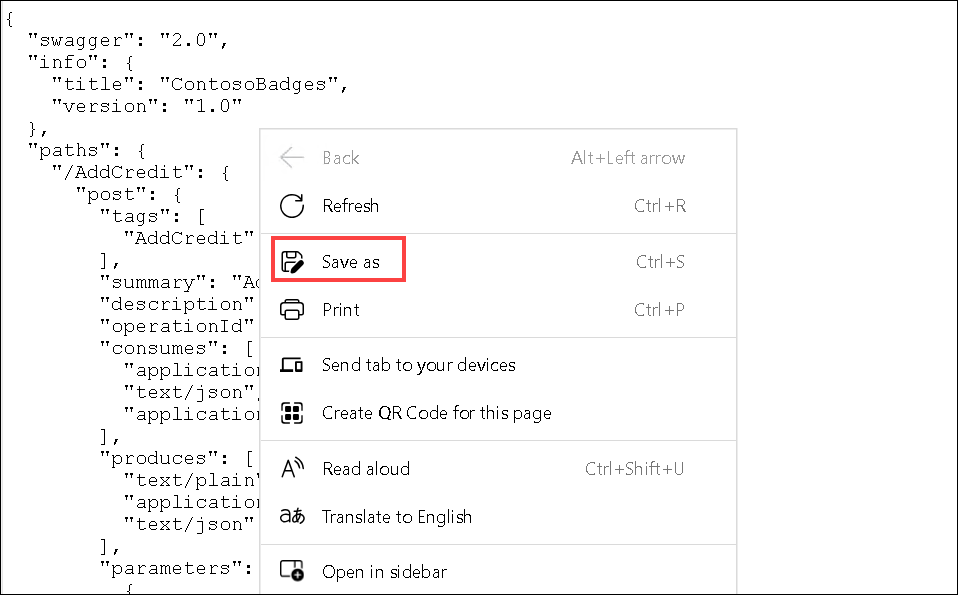 {
"swagger": "2.0",
"info": {
"title": "ContosoBadges",
"version": "1.0"
},
"paths": {
"/AddCredit": {
"post": {
"tags": [
"AddCredit"
],
"summary": "
"description"
"operationId"
"consumes": [
"application
"text/json",
"application
],
"produces": [
"text/plain"
"application
"text/json"
],
"parameters":
{
Back Alt+Left arrow
Refresh Ctrl+R
Save as Ctrl+S
Print Ctrl+P
Send tab to your devices
Create QR Code for this page
Read aloud Ctrl+Shift+U
Translate to English
Open in sidebar